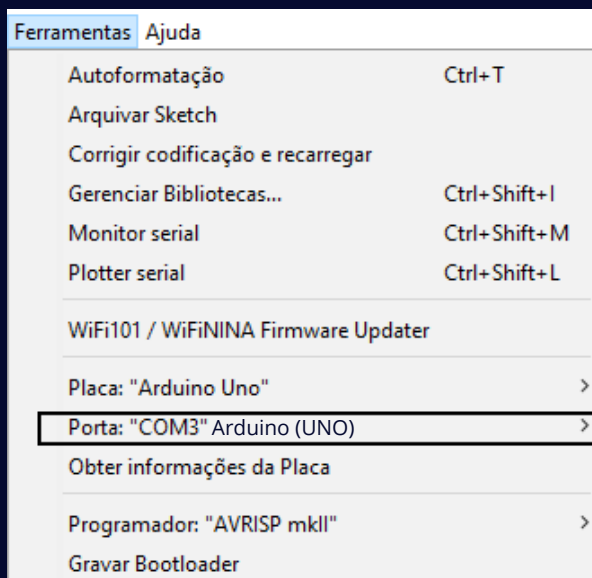 Ferramentas Ajuda
Autoformatação Ctrl+T
Arquivar Sketch
Corrigir codificação e recarregar
Gerenciar Bibliotecas... Ctrl+Shift+I
Monitor serial Ctrl+Shift+M
Plotter serial Ctrl+Shift+L
WiFi101 / WiFiNINA Firmware Updater
Placa: "Arduino Uno"
Porta: "COM3" Arduino (UNO)
Obter informações da Placa
Programador: "AVRISP mkII"
Gravar Bootloader